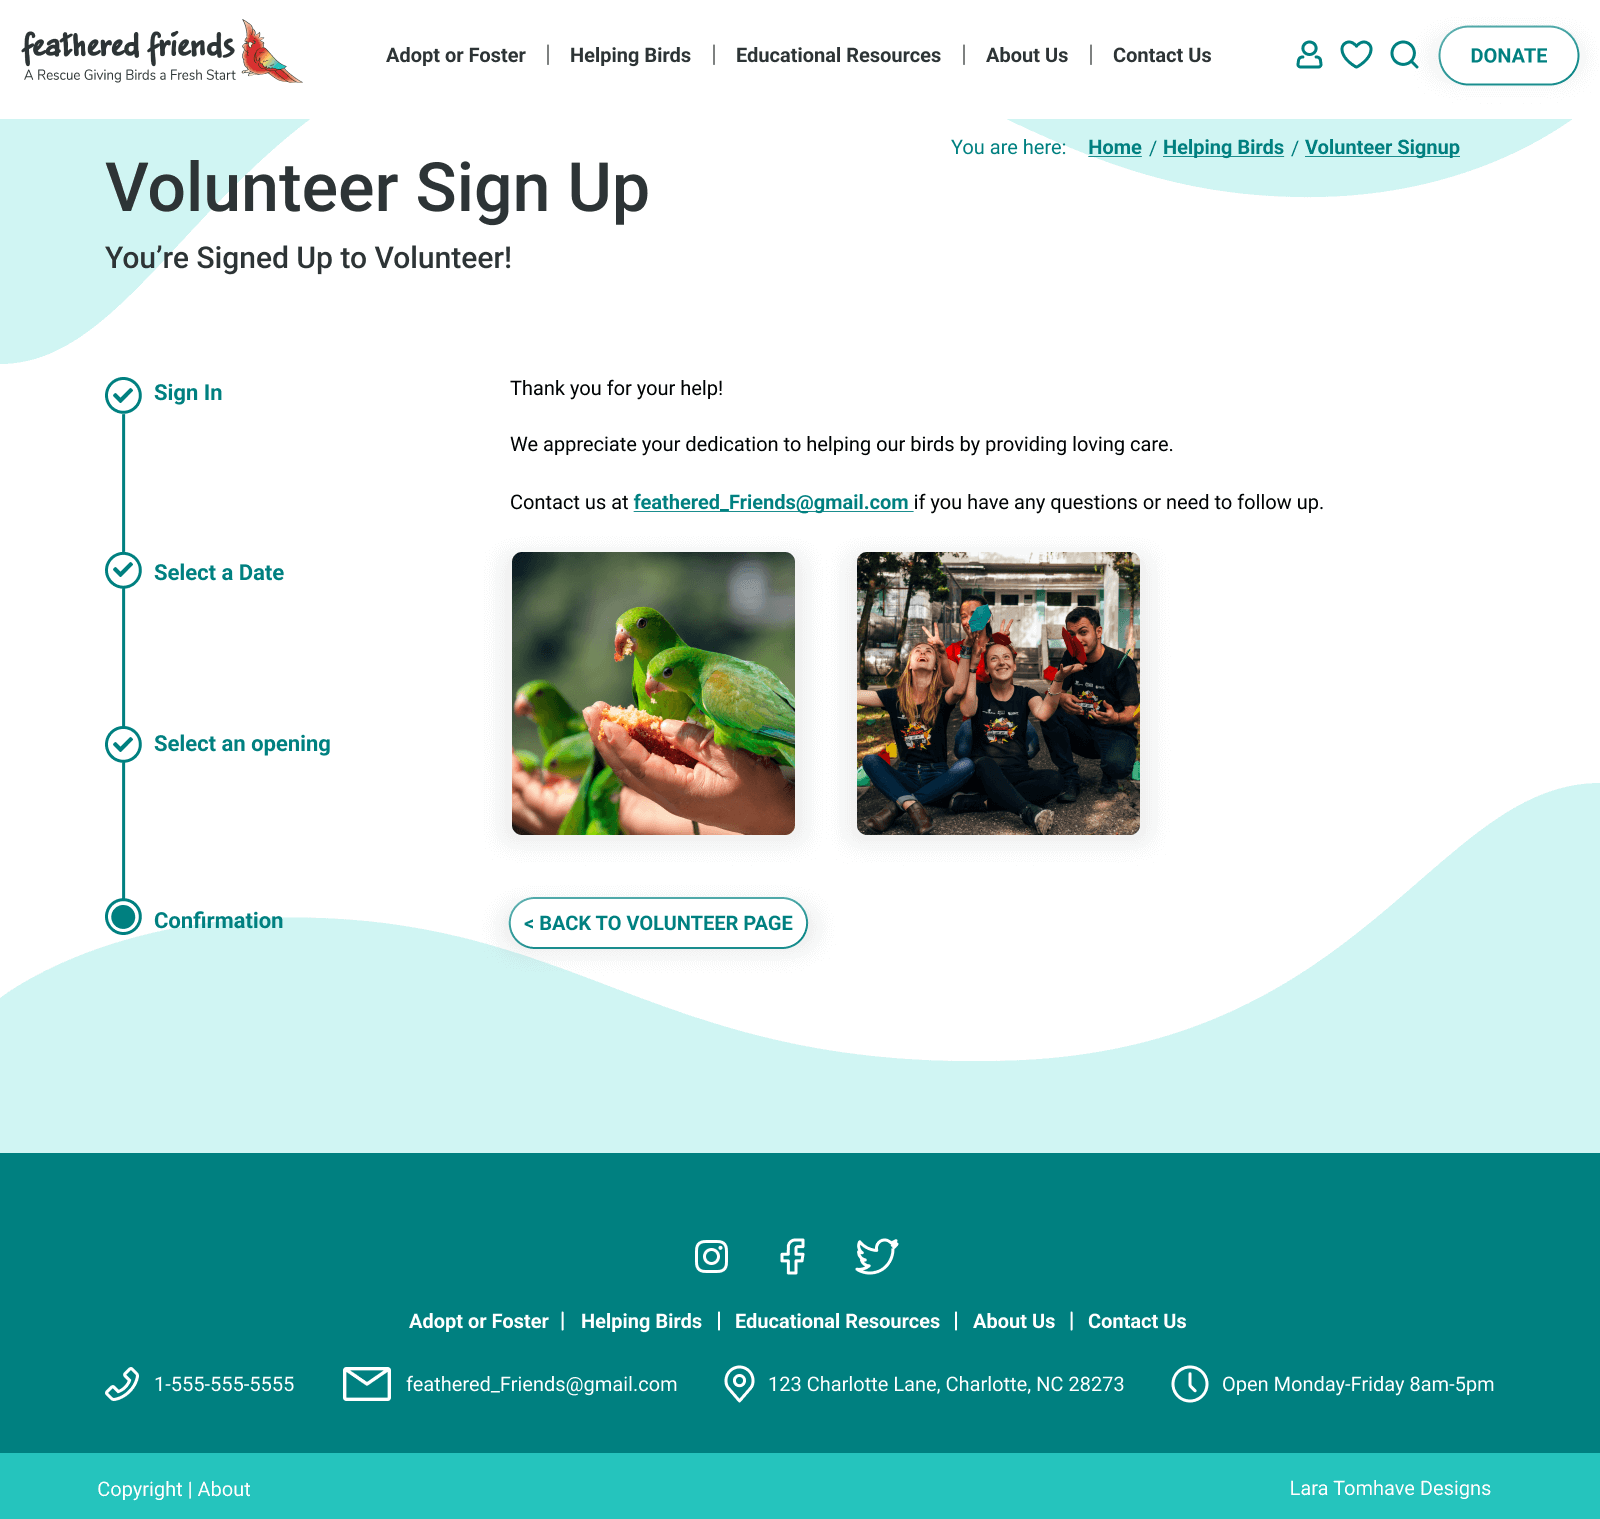 feathered friends
A Rescue Giving Birds a Fresh Start
Adopt or Foster | Helping Birds | Educational Resources | About Us | Contact Us
DONATE
You are here: Home / Helping Birds / Volunteer Signup
Volunteer Sign Up
You’re Signed Up to Volunteer!
Sign In
Select a Date
Select an opening
Confirmation
Thank you for your help!
We appreciate your dedication to helping our birds by providing loving care.
Contact us at feathered_Friends@gmail.com if you have any questions or need to follow up.
< BACK TO VOLUNTEER PAGE
Adopt or Foster | Helping Birds | Educational Resources | About Us | Contact Us
1-555-555-5555
feathered_Friends@gmail.com
123 Charlotte Lane, Charlotte, NC 28273
Open Monday-Friday 8am-5pm
Copyright | About
Lara Tomhave Designs